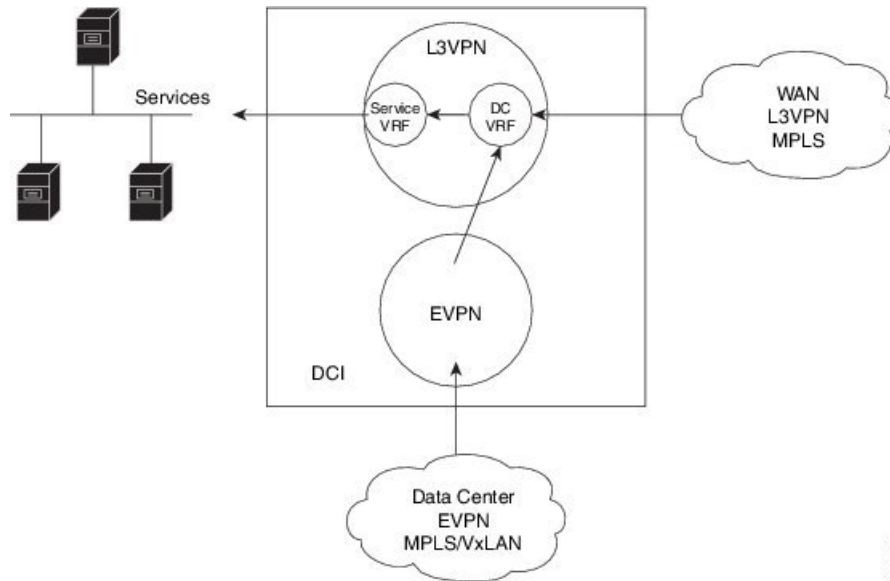 L3VPN
Services
Service
VRF
DC
VRF
WAN
L3VPN
MPLS
EVPN
DCI
Data Center
EVPN
MPLS/VxLAN